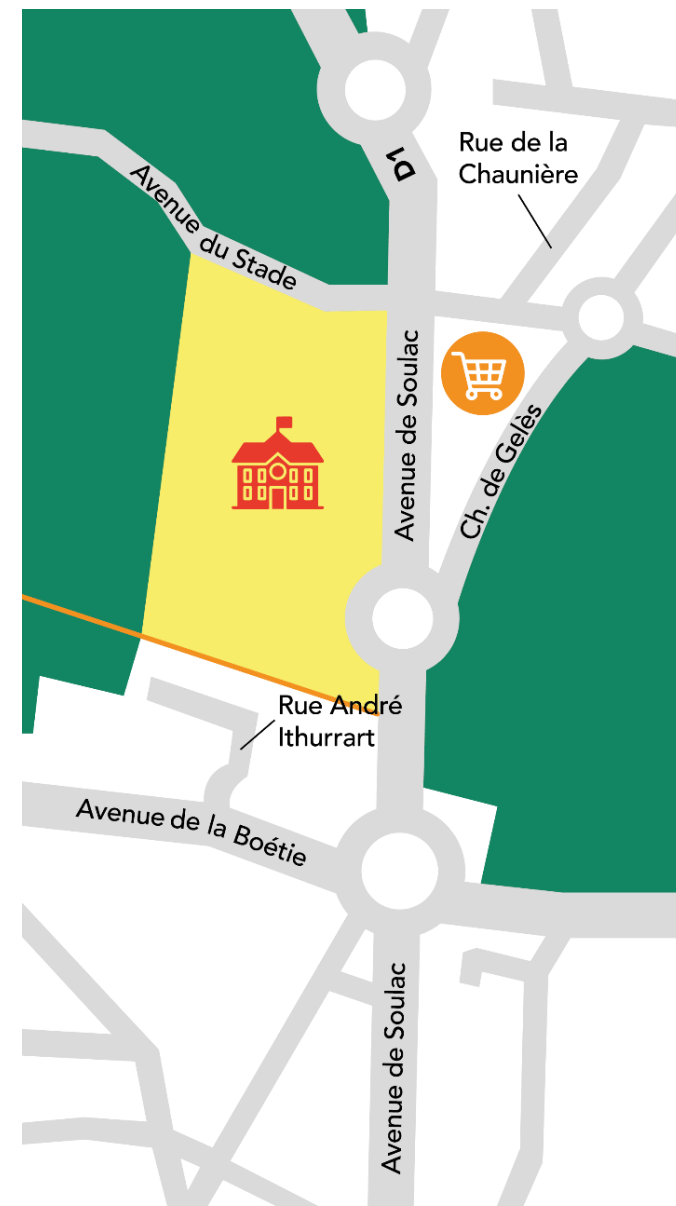 D1
Rue de la
Chaunière
Avenue du Stade
Avenue de Soulac
Ch. de Gelès
Rue André
Ithurrart
Avenue de la Boétie
Avenue de Soulac